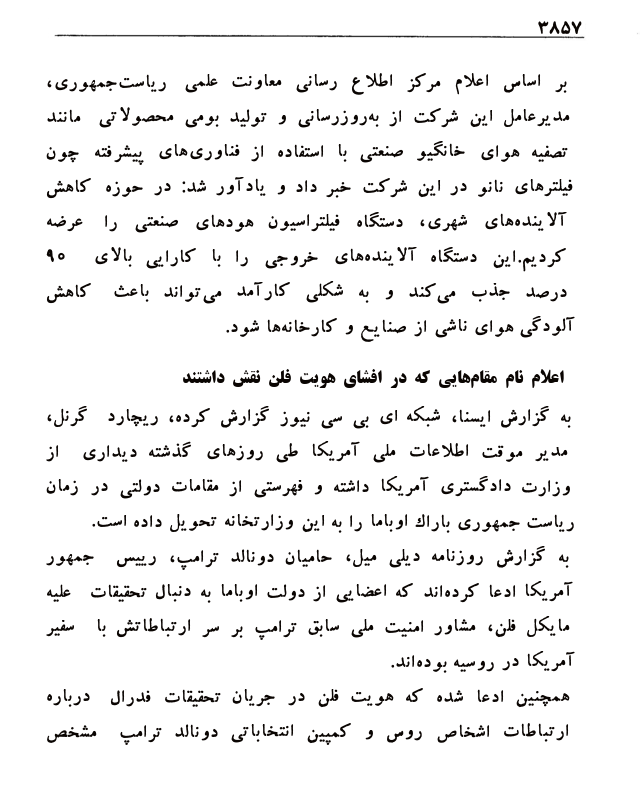 ۳۸۵۷
بر اساس اعلام مرکز اطلاع رسانی معاونت علمی ریاست‌جمهوری،
مدیرعامل این شرکت از به‌روزرسانی و تولید بومی محصولاتی مانند
تصفیه هوای خانگیو صنعتی با استفاده از فناوری‌های پیشرفته چون
فیلترهای نانو در این شرکت خبر داد و یادآور شد: در حوزه کاهش
آلاینده‌های شهری، دستگاه فیلتراسیون هودهای صنعتی را عرضه
کردیم.این دستگاه آلاینده‌های خروجی را با کارایی بالای ۹۰
درصد جذب می‌کند و به شکلی کارآمد می‌تواند باعث کاهش
آلودگی هوای ناشی از صنایع و کارخانه‌ها شود.
اعلام نام مقام‌هایی که در افشای هویت فلن نقش داشتند
به گزارش ایسنا، شبکه ای بی سی نیوز گزارش کرده، ریچارد گرنل،
مدیر موقت اطلاعات ملی آمریکا طی روزهای گذشته دیداری از
وزارت دادگستری آمریکا داشته و فهرستی از مقامات دولتی در زمان
ریاست جمهوری باراك اوباما را به این وزارتخانه تحویل داده است.
به گزارش روزنامه دیلی میل، حامیان دونالد ترامپ، رییس جمهور
آمریکا ادعا کرده‌اند که اعضایی از دولت اوباما به دنبال تحقیقات علیه
مایکل فلن، مشاور امنیت ملی سابق ترامپ بر سر ارتباطاتش با سفیر
آمریکا در روسیه بوده‌اند.
همچنین ادعا شده که هویت فلن در جریان تحقیقات فدرال درباره
ارتباطات اشخاص روس و کمپین انتخاباتی دونالد ترامپ مشخص